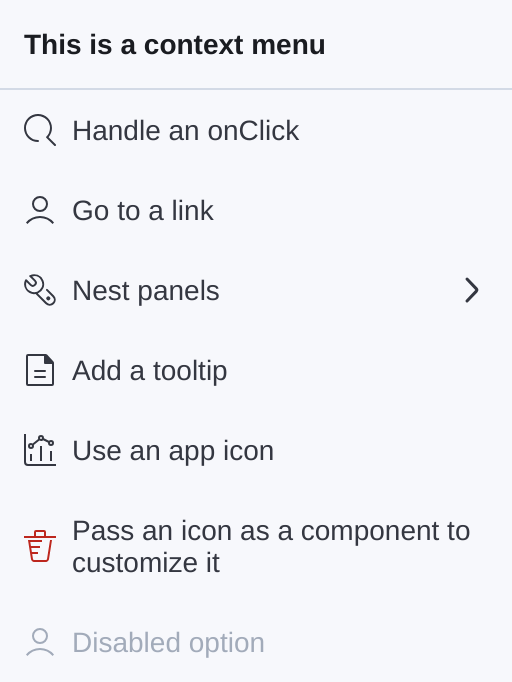 This is a context menu
Handle an onClick
Go to a link
Nest panels
Add a tooltip
Use an app icon
Pass an icon as a component to
customize it
Disabled option